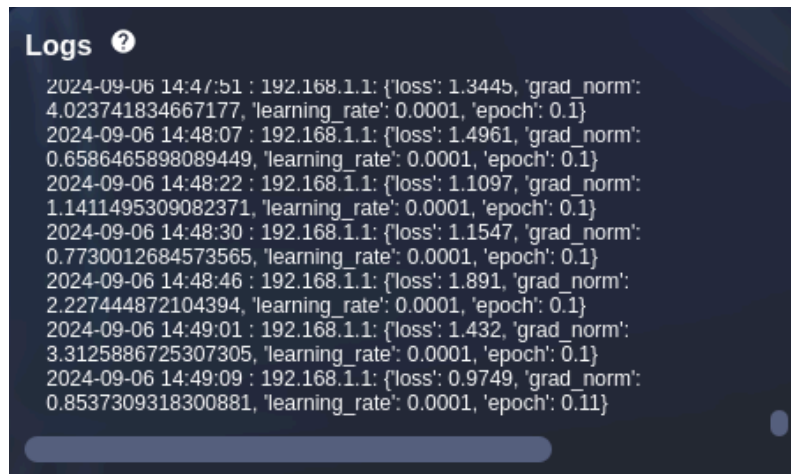 Logs ?
2024-09-06 14:47:51 : 192.168.1.1: {'loss': 1.3445, 'grad_norm':
4.023741834667177, 'learning_rate': 0.0001, 'epoch': 0.1}
2024-09-06 14:48:07 : 192.168.1.1: {'loss': 1.4961, 'grad_norm':
0.6586465898089449, 'learning_rate': 0.0001, 'epoch': 0.1}
2024-09-06 14:48:22 : 192.168.1.1: {'loss': 1.1097, 'grad_norm':
1.1411495309082371, 'learning_rate': 0.0001, 'epoch': 0.1}
2024-09-06 14:48:30 : 192.168.1.1: {'loss': 1.1547, 'grad_norm':
0.7730012684573565, 'learning_rate': 0.0001, 'epoch': 0.1}
2024-09-06 14:48:46 : 192.168.1.1: {'loss': 1.891, 'grad_norm':
2.227444872104394, 'learning_rate': 0.0001, 'epoch': 0.1}
2024-09-06 14:49:01 : 192.168.1.1: {'loss': 1.432, 'grad_norm':
3.3125886725307305, 'learning_rate': 0.0001, 'epoch': 0.1}
2024-09-06 14:49:09 : 192.168.1.1: {'loss': 0.9749, 'grad_norm':
0.8537309318300881, 'learning_rate': 0.0001, 'epoch': 0.11}